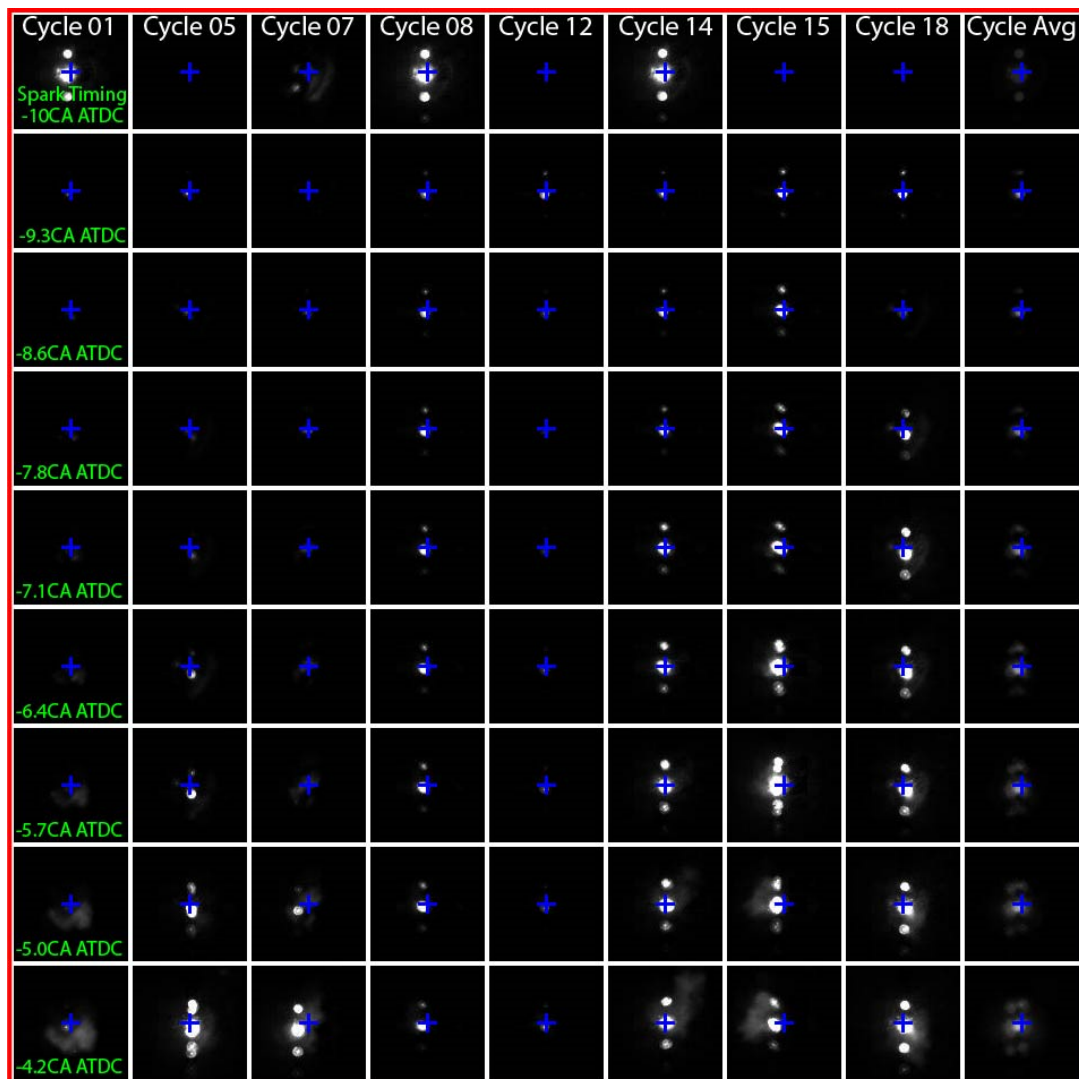 Cycle 01 Cycle 05 Cycle 07 Cycle 08 Cycle 12 Cycle 14 Cycle 15 Cycle 18 Cycle Avg
Spark Timing
-10CA ATDC
-9.3CA ATDC
-8.6CA ATDC
-7.8CA ATDC
-7.1CA ATDC
-6.4CA ATDC
-5.7CA ATDC
-5.0CA ATDC
-4.2CA ATDC